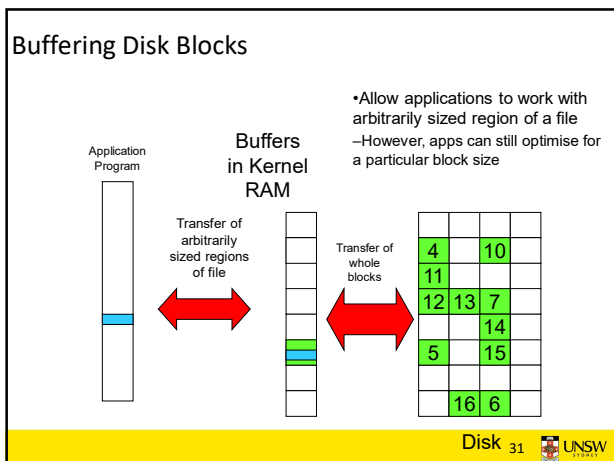 Buffering Disk Blocks
•Allow applications to work with
arbitrarily sized region of a file
–However, apps can still optimise for
a particular block size
Application
Program
Buffers
in Kernel
RAM
Transfer of
arbitrarily
sized regions
of file
Transfer of
whole
blocks
4 10
11
12 13 7
14
5 15
16 6
Disk
31
UNSW
SYDNEY